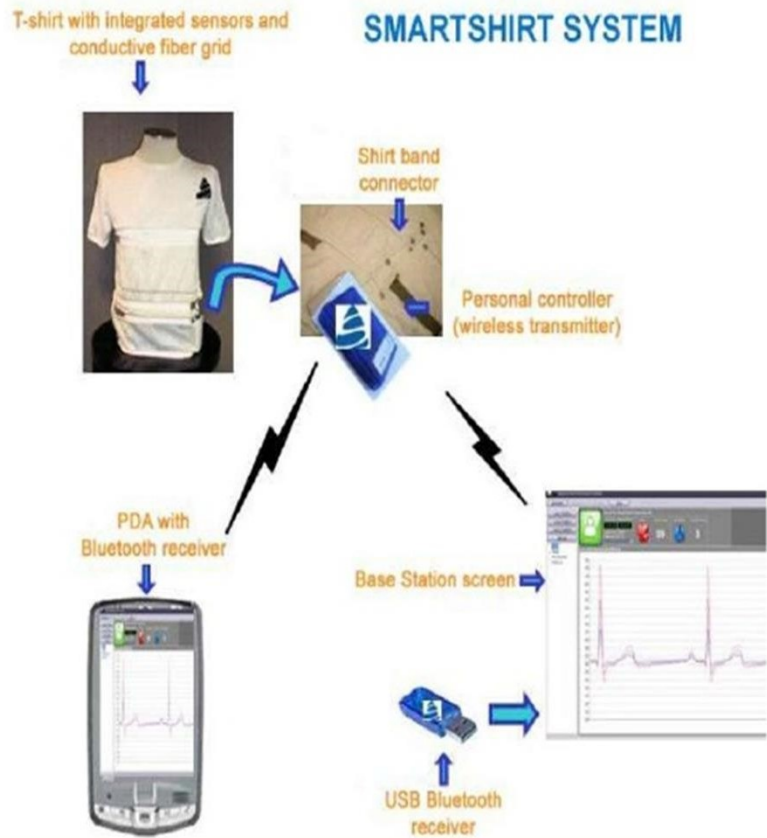 T-shirt with integrated sensors and
conductive fiber grid
SMARTSHIRT SYSTEM
Shirt band
connector
Personal controller
(wireless transmitter)
PDA with
Bluetooth receiver
Base Station screen
USB Bluetooth
receiver